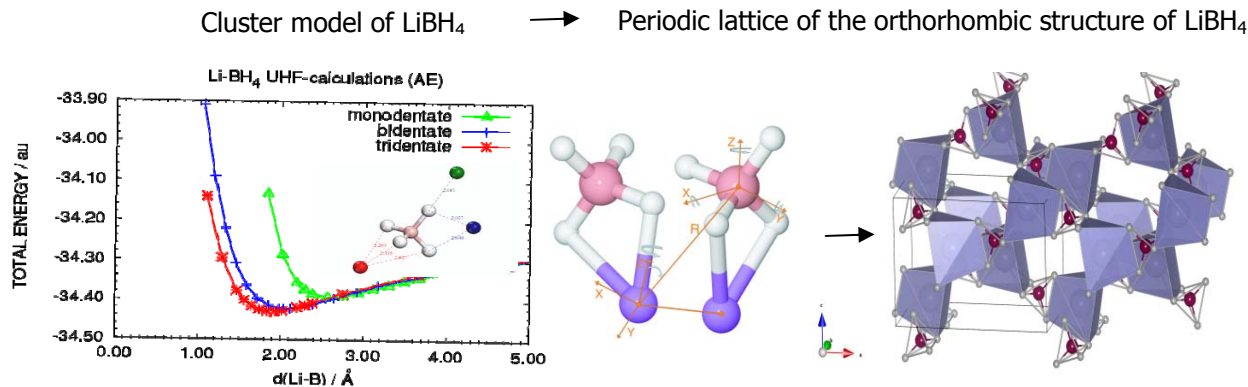 Cluster model of LiBH₄ → Periodic lattice of the orthorhombic structure of LiBH₄
Li-BH₄ UHF-calculations (AE)
monodentate
bidentate
tridentate
TOTAL ENERGY / au
-33.90
-34.00
-34.10
-34.20
-34.30
-34.40
-34.50
0.00 1.00 2.00 3.00 4.00 5.00
d(Li-B) / Å
Z
X
Y
R
X
Y